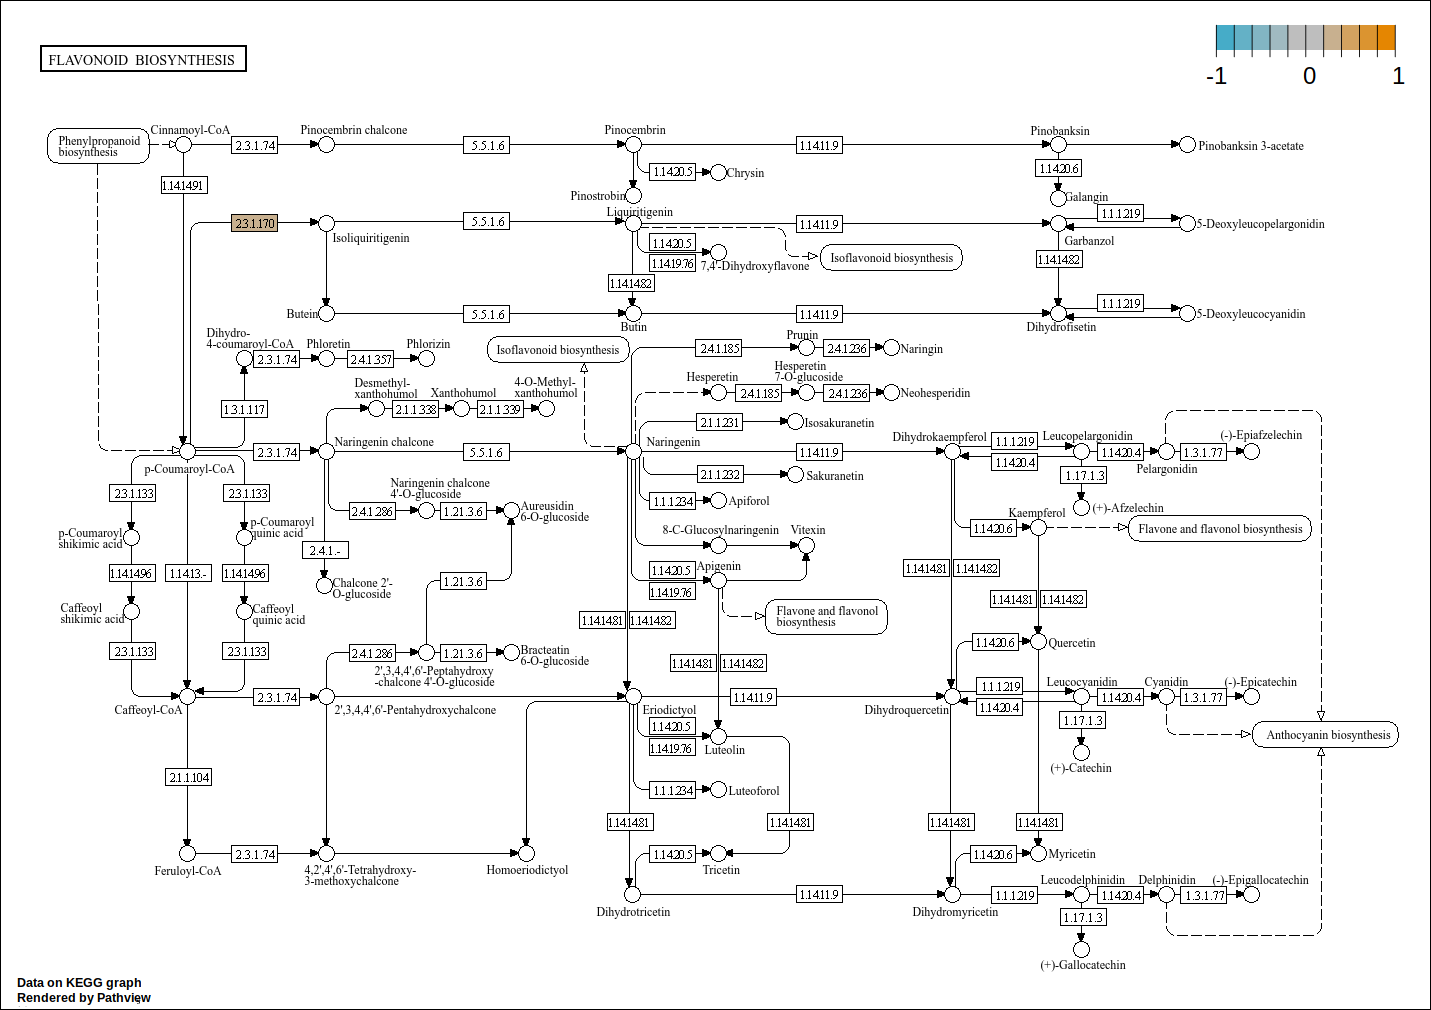 FLAVONOID BIOSYNTHESIS
-1 0 1
Phenylpropanoid
biosynthesis
Cinnamoyl-CoA
2.3.1.74
Pinocembrin chalcone
5.5.1.6
Pinocembrin
1.14.11.9
Pinobanksin
Pinobanksin 3-acetate
1.14.20.5
Chrysin
1.14.20.6
1.14.14.91
Pinostrobin
Galangin
2.3.1.170
Isoliquiritigenin
5.5.1.6
Liquiritigenin
1.14.11.9
Garbanzol
1.1.1.219
5-Deoxyleucopelargonidin
1.14.20.5
1.14.19.76
7,4'-Dihydroxyflavone
Isoflavonoid biosynthesis
1.14.14.82
1.14.14.82
Butein
5.5.1.6
Butin
1.14.11.9
Dihydrofisetin
1.1.1.219
5-Deoxyleucocyanidin
Dihydro-
4-coumaroyl-CoA
2.3.1.74
Phloretin
2.4.1.357
Phlorizin
Isoflavonoid biosynthesis
2.4.1.185
Prunin
2.4.1.236
Naringin
Desmethyl-
xanthohumol
2.1.1.338
Xanthohumol
2.1.1.339
4-O-Methyl-
xanthohumol
Hesperetin
2.4.1.185
Hesperetin
7-O-glucoside
2.4.1.236
Neohesperidin
1.3.1.117
2.1.1.231
Isosakuranetin
p-Coumaroyl-CoA
2.3.1.74
Naringenin chalcone
5.5.1.6
Naringenin
1.14.11.9
Dihydrokaempferol
1.1.1.219
1.14.20.4
Leucopelargonidin
1.14.20.4
Pelargonidin
1.3.1.77
(-)-Epiafzelechin
2.1.1.232
Sakuranetin
1.17.1.3
(+)-Afzelechin
2.3.1.133
2.3.1.133
Naringenin chalcone
4'-O-glucoside
2.4.1.286
1.21.3.6
Aureusidin
6-O-glucoside
1.1.1.234
Apiforol
Kaempferol
1.14.20.6
Flavone and flavonol biosynthesis
p-Coumaroyl
shikimic acid
p-Coumaroyl
quinic acid
2.4.1.-
8-C-Glucosylnaringenin
Vitexin
1.14.14.96
1.14.13.-
1.14.14.96
Chalcone 2'-
O-glucoside
1.21.3.6
1.14.20.5
1.14.19.76
Apigenin
1.14.14.81
1.14.14.82
1.14.14.81
1.14.14.82
Caffeoyl
shikimic acid
Caffeoyl
quinic acid
1.14.14.81
1.14.14.82
Flavone and flavonol
biosynthesis
2.3.1.133
2.3.1.133
2.4.1.286
1.21.3.6
Bracteatin
6-O-glucoside
2',3,4,4',6'-Peptahydroxy
-chalcone 4'-O-glucoside
1.14.14.81
1.14.14.82
1.14.20.6
Quercetin
Caffeoyl-CoA
2.3.1.74
2',3,4,4',6'-Pentahydroxychalcone
Eriodictyol
1.14.11.9
Dihydroquercetin
1.1.1.219
1.14.20.4
Leucocyanidin
1.14.20.4
Cyanidin
1.3.1.77
(-)-Epicatechin
1.14.20.5
1.14.19.76
Luteolin
1.17.1.3
(+)-Catechin
Anthocyanin biosynthesis
2.1.1.104
1.1.1.234
Luteoforol
1.14.14.81
1.14.14.81
1.14.14.81
1.14.14.81
Feruloyl-CoA
2.3.1.74
4,2',4',6'-Tetrahydroxy-
3-methoxychalcone
Homoeriodictyol
1.14.20.5
Tricetin
1.14.20.6
Myricetin
Dihydrotricetin
1.14.11.9
Dihydromyricetin
1.1.1.219
Leucodelphinidin
1.14.20.4
Delphinidin
1.3.1.77
(-)-Epigallocatechin
1.17.1.3
(+)-Gallocatechin
Data on KEGG graph
Rendered by Pathview